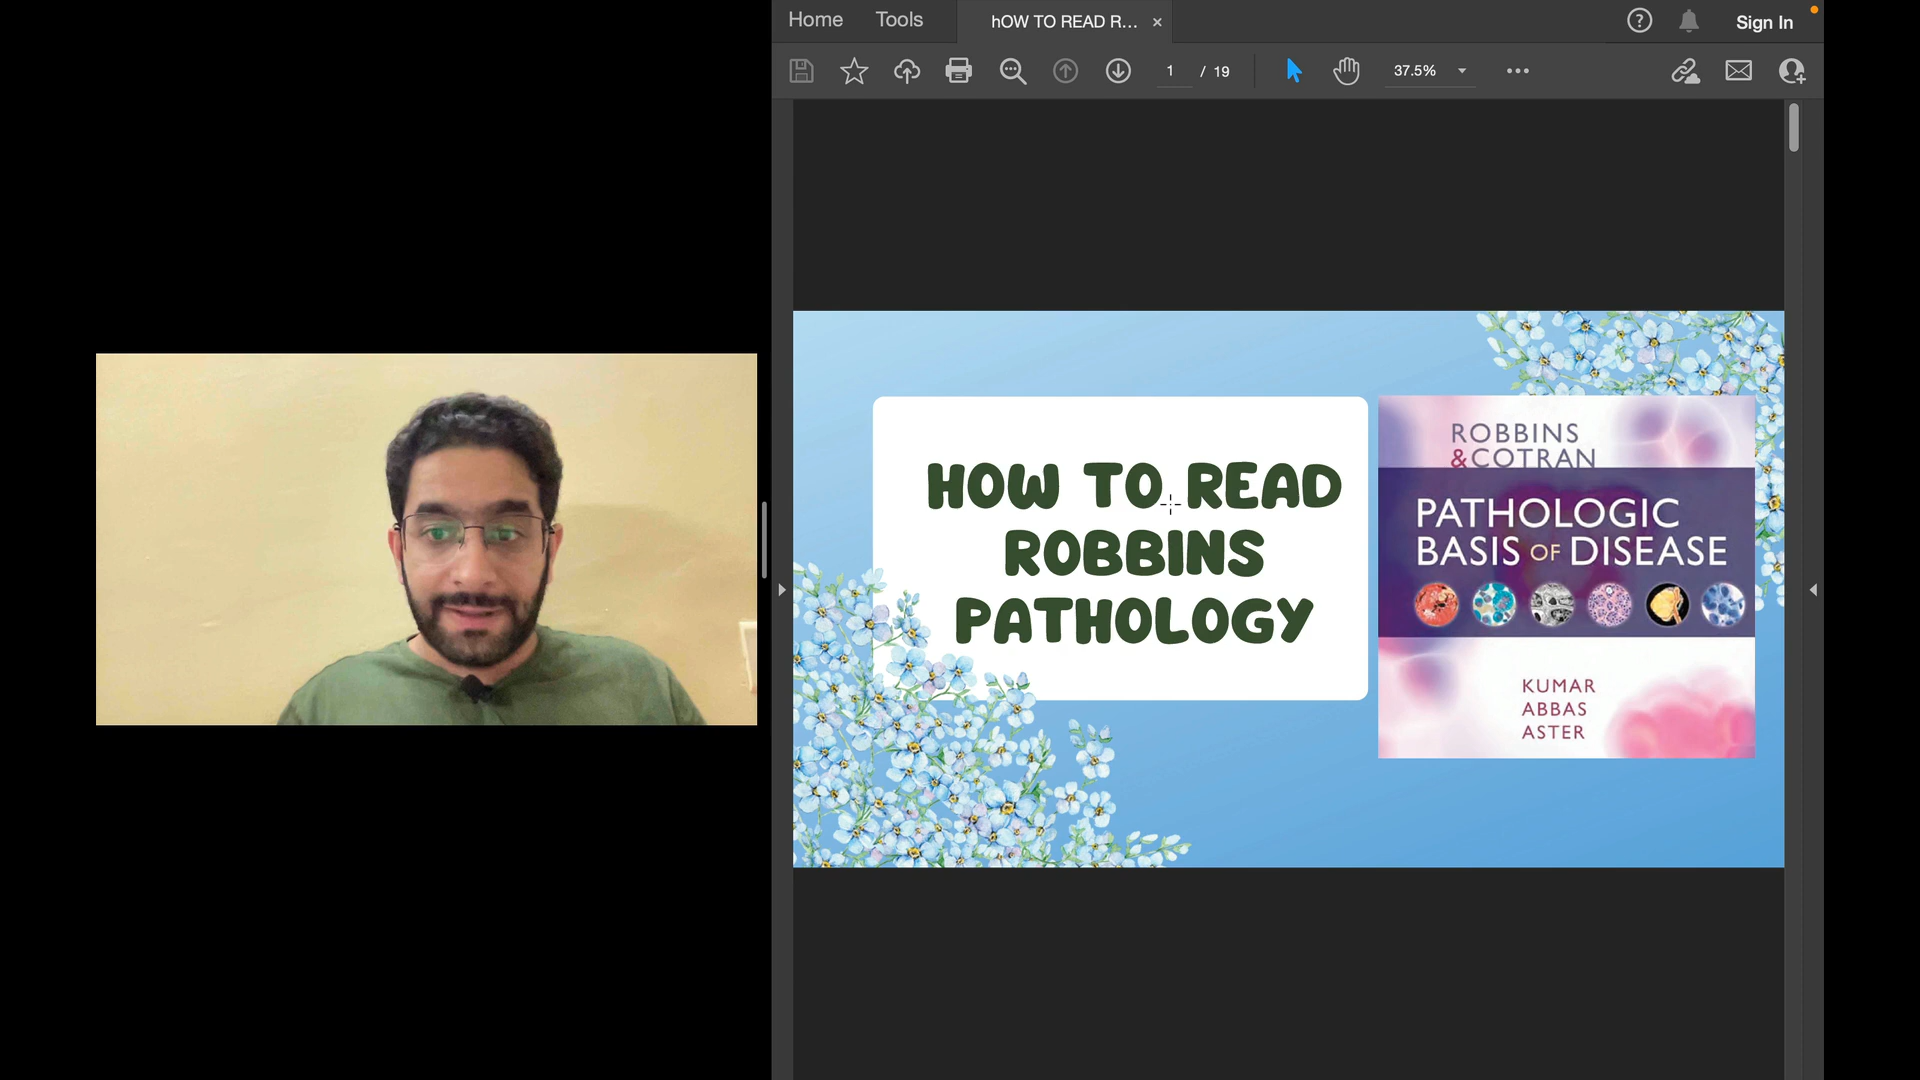 Home Tools hOW TO READ R... × Sign In
1 / 19 37.5%
HOW TO READ
ROBBINS
PATHOLOGY
ROBBINS
&COTRAN
PATHOLOGIC
BASIS OF DISEASE
KUMAR
ABBAS
ASTER